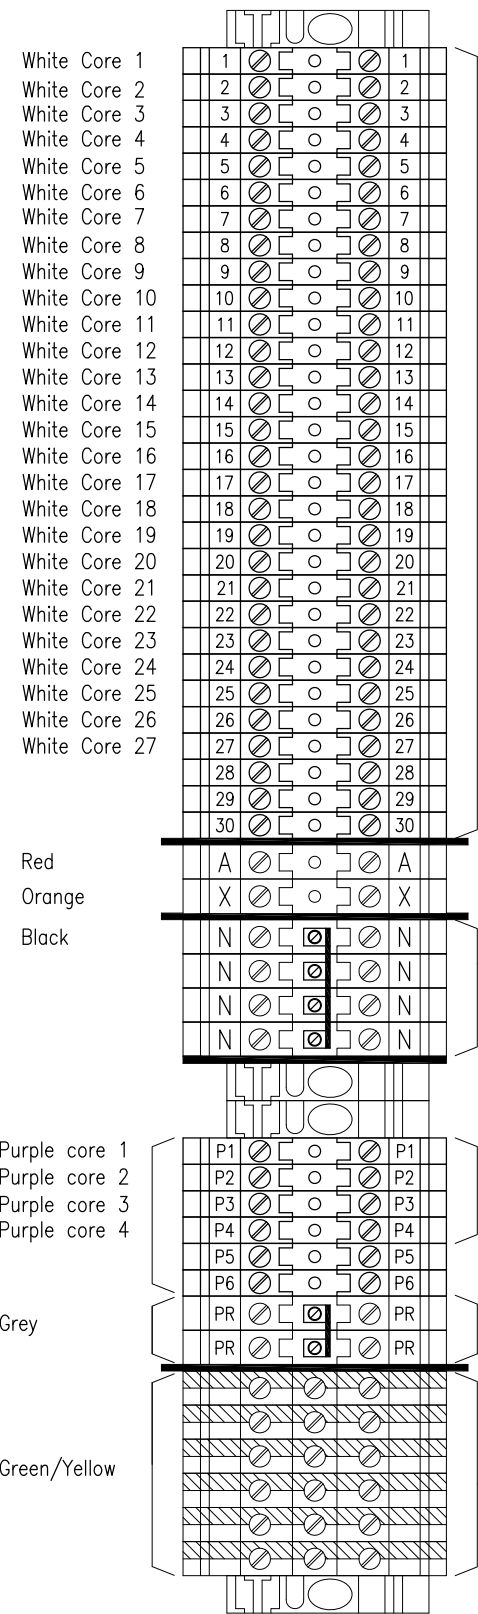 White Core 1 1 1
White Core 2 2 2
White Core 3 3 3
White Core 4 4 4
White Core 5 5 5
White Core 6 6 6
White Core 7 7 7
White Core 8 8 8
White Core 9 9 9
White Core 10 10 10
White Core 11 11 11
White Core 12 12 12
White Core 13 13 13
White Core 14 14 14
White Core 15 15 15
White Core 16 16 16
White Core 17 17 17
White Core 18 18 18
White Core 19 19 19
White Core 20 20 20
White Core 21 21 21
White Core 22 22 22
White Core 23 23 23
White Core 24 24 24
White Core 25 25 25
White Core 26 26 26
White Core 27 27 27
28 28
29 29
30 30
Red A A
Orange X X
Black N N
N N
N N
N N
Purple core 1 P1 P1
Purple core 2 P2 P2
Purple core 3 P3 P3
Purple core 4 P4 P4
P5 P5
P6 P6
PR PR
Grey
PR PR
Green/Yellow